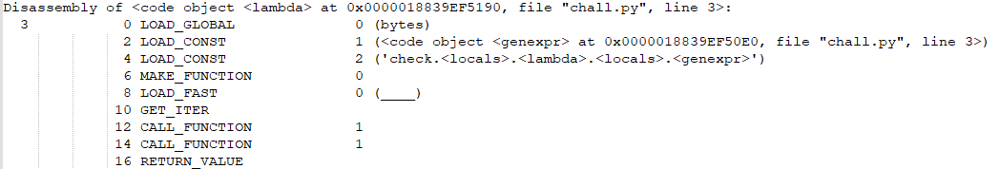 Disassembly of <code object <lambda> at 0x0000018839EF5190, file "chall.py", line 3>:
3 0 LOAD_GLOBAL 0 (bytes)
2 LOAD_CONST 1 (<code object <genexpr> at 0x0000018839EF50E0, file "chall.py", line 3>)
4 LOAD_CONST 2 ('check.<locals>.<lambda>.<locals>.<genexpr>')
6 MAKE_FUNCTION 0
8 LOAD_FAST 0 (____)
10 GET_ITER
12 CALL_FUNCTION 1
14 CALL_FUNCTION 1
16 RETURN_VALUE